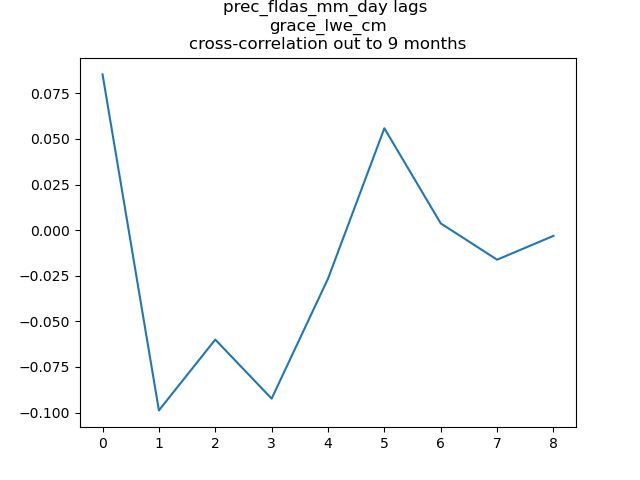 prec_fldas_mm_day lags
grace_lwe_cm
cross-correlation out to 9 months
0.075
0.050
0.025
0.000
−0.025
−0.050
−0.075
−0.100
0 1 2 3 4 5 6 7 8